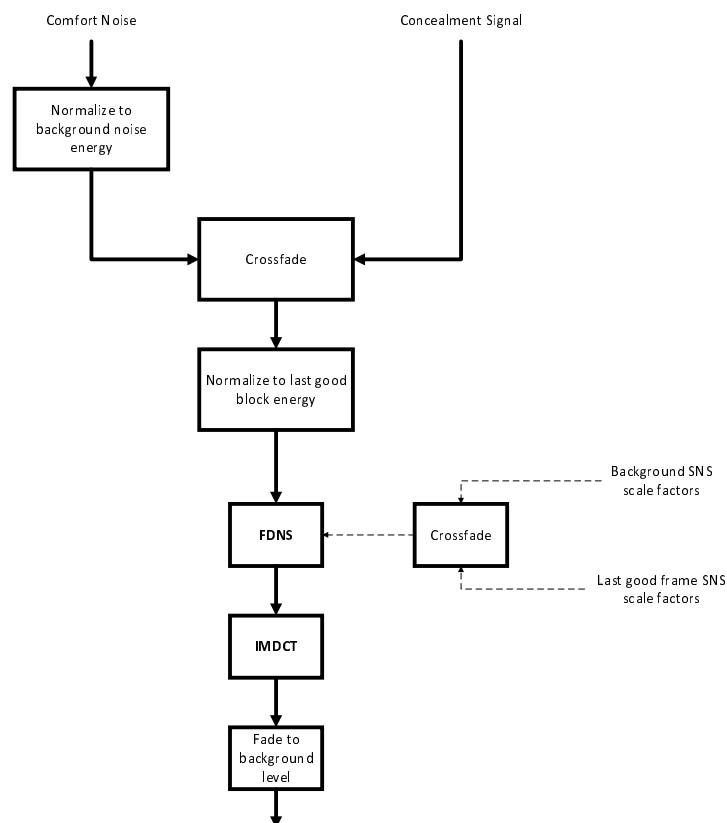 Comfort Noise
Concealment Signal
Normalize to
background noise
energy
Crossfade
Normalize to last good
block energy
Background SNS
scale factors
FDNS
Crossfade
Last good frame SNS
scale factors
IMDCT
Fade to
background
level